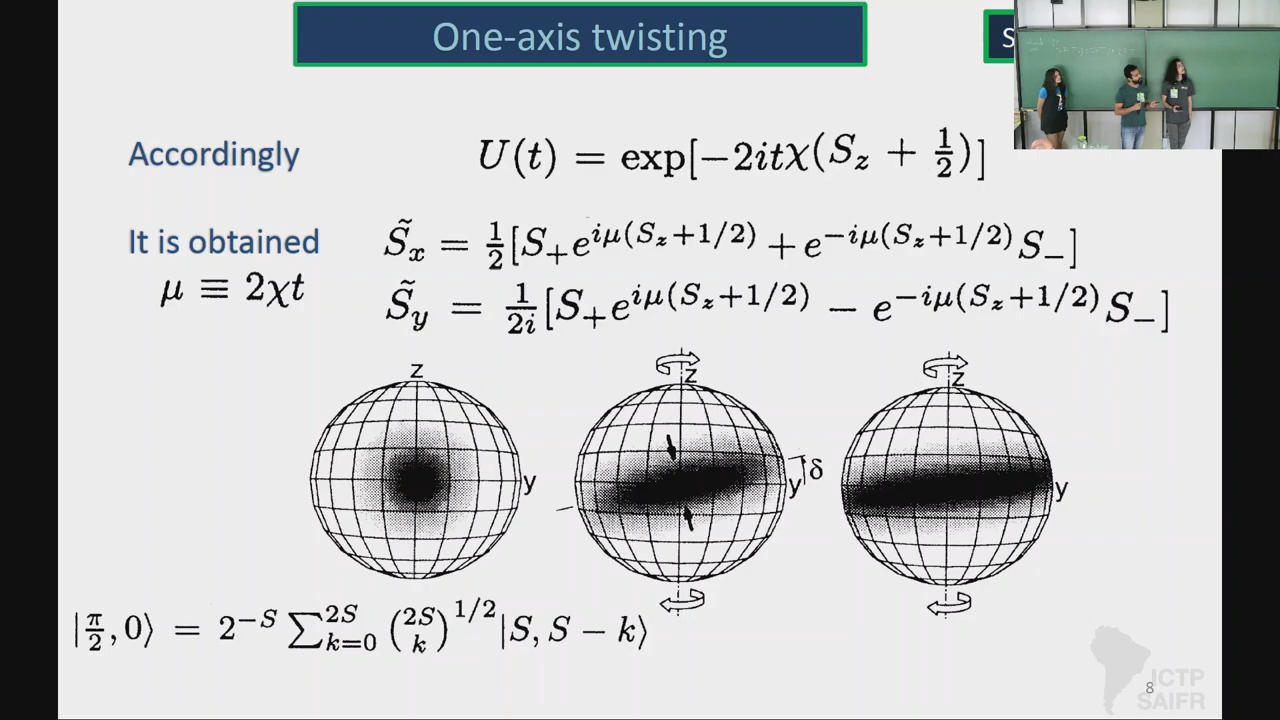 One-axis twisting
S
Accordingly
U(t) = exp[−2itχ(S_z + 1/2)]
It is obtained
S̃_x = 1/2[S_+e^{iμ(S_z+1/2)} + e^{−iμ(S_z+1/2)}S_−]
μ ≡ 2χt
S̃_y = 1/2i[S_+e^{iμ(S_z+1/2)} − e^{−iμ(S_z+1/2)}S_−]
z
z
z
y
y
δ
y
|π/2, 0⟩ = 2^{−S} ∑_{k=0}^{2S} (2S k)^{1/2}|S, S − k⟩
8
ICTP
SAIFR